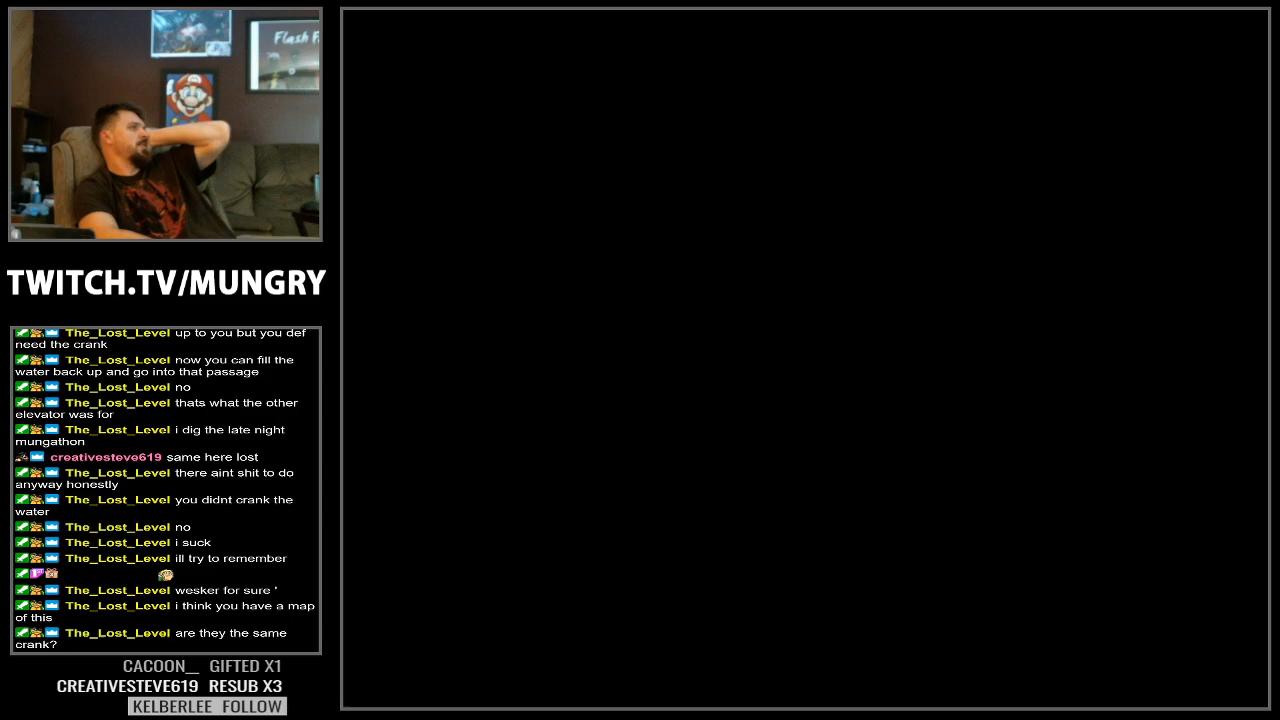 Flash F
TWITCH.TV/MUNGRY
The_Lost_Level up to you but you def
need the crank
The_Lost_Level now you can fill the
water back up and go into that passage
The_Lost_Level no
The_Lost_Level thats what the other
elevator was for
The_Lost_Level i dig the late night
mungathon
creativesteve619 same here lost
The_Lost_Level there aint shit to do
anyway honestly
The_Lost_Level you didnt crank the
water
The_Lost_Level no
The_Lost_Level i suck
The_Lost_Level ill try to remember
The_Lost_Level wesker for sure '
The_Lost_Level i think you have a map
of this
The_Lost_Level are they the same
crank?
CACOON__ GIFTED X1
CREATIVESTEVE619 RESUB X3
KELBERLEE FOLLOW